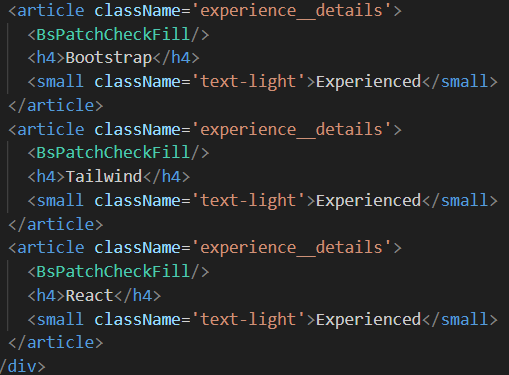 <article className='experience__details'>
<BsPatchCheckFill/>
<h4>Bootstrap</h4>
<small className='text-light'>Experienced</small>
</article>
<article className='experience__details'>
<BsPatchCheckFill/>
<h4>Tailwind</h4>
<small className='text-light'>Experienced</small>
</article>
<article className='experience__details'>
<BsPatchCheckFill/>
<h4>React</h4>
<small className='text-light'>Experienced</small>
</article>
/div>